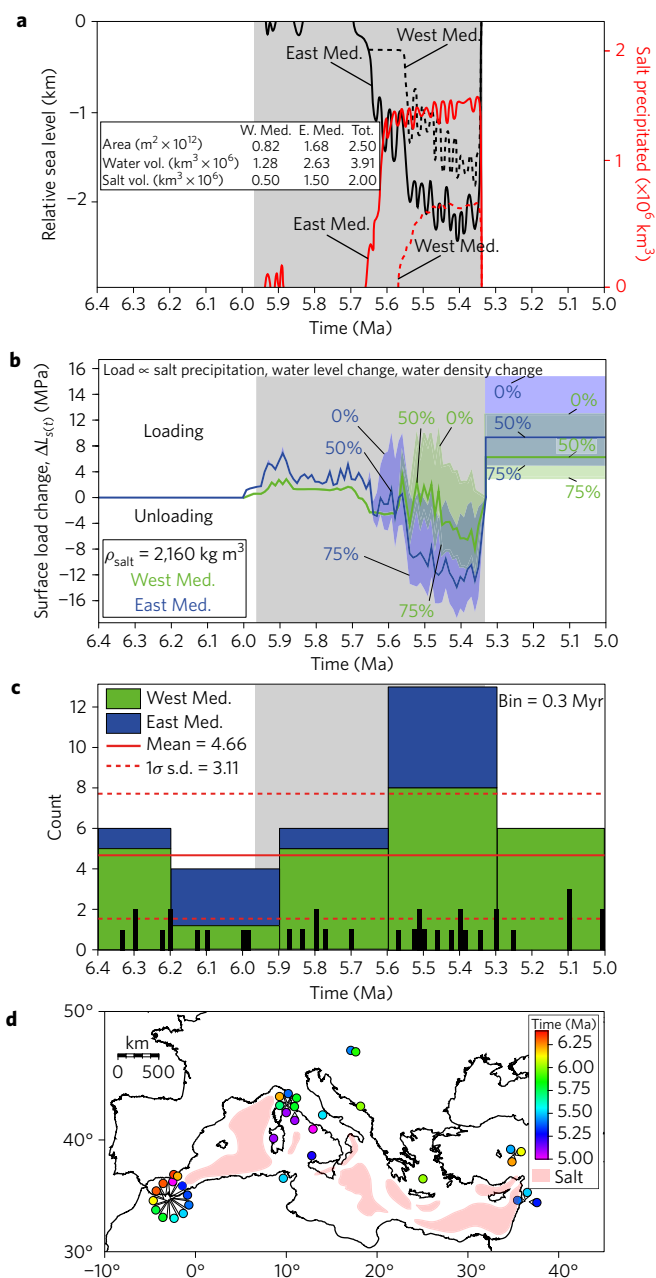 a
0
−1
−2
Relative sea level (km)
East Med.
West Med.
W. Med. E. Med. Tot.
Area (m² × 10¹²) 0.82 1.68 2.50
Water vol. (km³ × 10⁶) 1.28 2.63 3.91
Salt vol. (km³ × 10⁶) 0.50 1.50 2.00
East Med.
West Med.
2
1
0
Salt precipitated (×10⁶ km³)
6.4 6.3 6.2 6.1 6.0 5.9 5.8 5.7 5.6 5.5 5.4 5.3 5.2 5.1 5.0
Time (Ma)
b
16
12
8
4
0
−4
−8
−12
−16
Surface load change, ΔL_s(t) (MPa)
Load ∝ salt precipitation, water level change, water density change
Loading
Unloading
0%
50%
0%
50%
75%
75%
0%
0%
50%
50%
75%
75%
ρ_salt = 2,160 kg m³
West Med.
East Med.
6.4 6.3 6.2 6.1 6.0 5.9 5.8 5.7 5.6 5.5 5.4 5.3 5.2 5.1 5.0
Time (Ma)
c
12
10
8
6
4
2
0
Count
West Med.
East Med.
Mean = 4.66
1σ s.d. = 3.11
Bin = 0.3 Myr
6.4 6.3 6.2 6.1 6.0 5.9 5.8 5.7 5.6 5.5 5.4 5.3 5.2 5.1 5.0
Time (Ma)
d
50°
40°
30°
km
0 500
Time (Ma)
6.25
6.00
5.75
5.50
5.25
5.00
Salt
−10° 0° 10° 20° 30° 40°